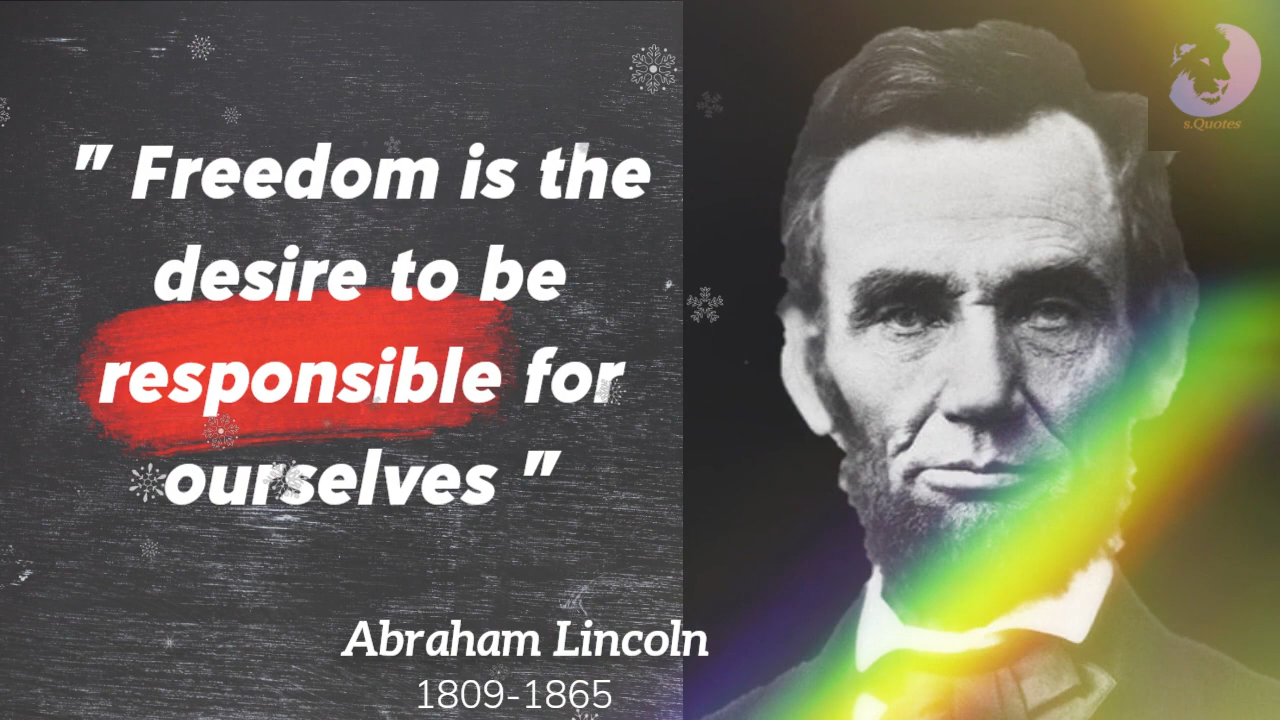 " Freedom is the
desire to be
responsible for
ourselves "
Abraham Lincoln
1809-1865
s.Quotes